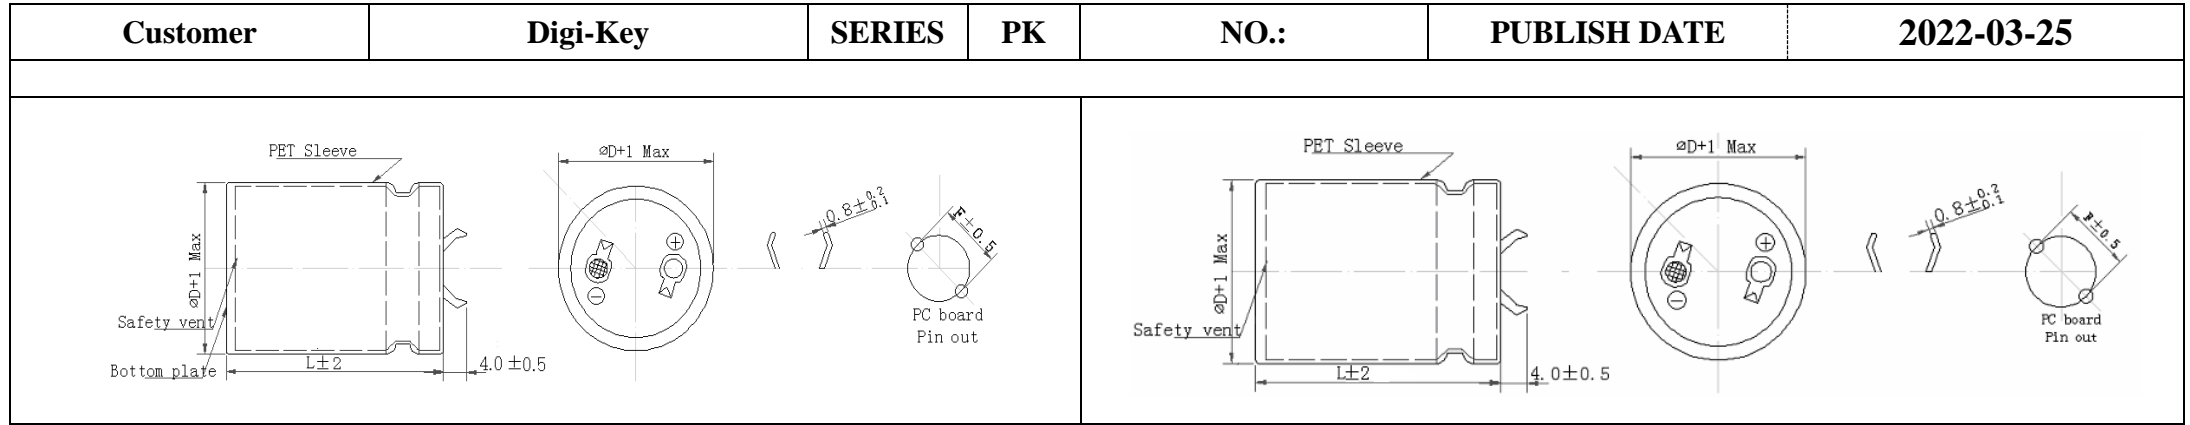 Customer Digi-Key SERIES PK NO.: PUBLISH DATE 2022-03-25
PET Sleeve
⌀D+1 Max
0.8±0.2
0.1
F±0.5
⌀D+1 Max
Safety vent
Bottom plate
L±2
4.0±0.5
PC board
Pin out
PET Sleeve
⌀D+1 Max
0.8±0.2
0.1
F±0.5
⌀D+1 Max
Safety vent
L±2
4.0±0.5
PC board
Pin out